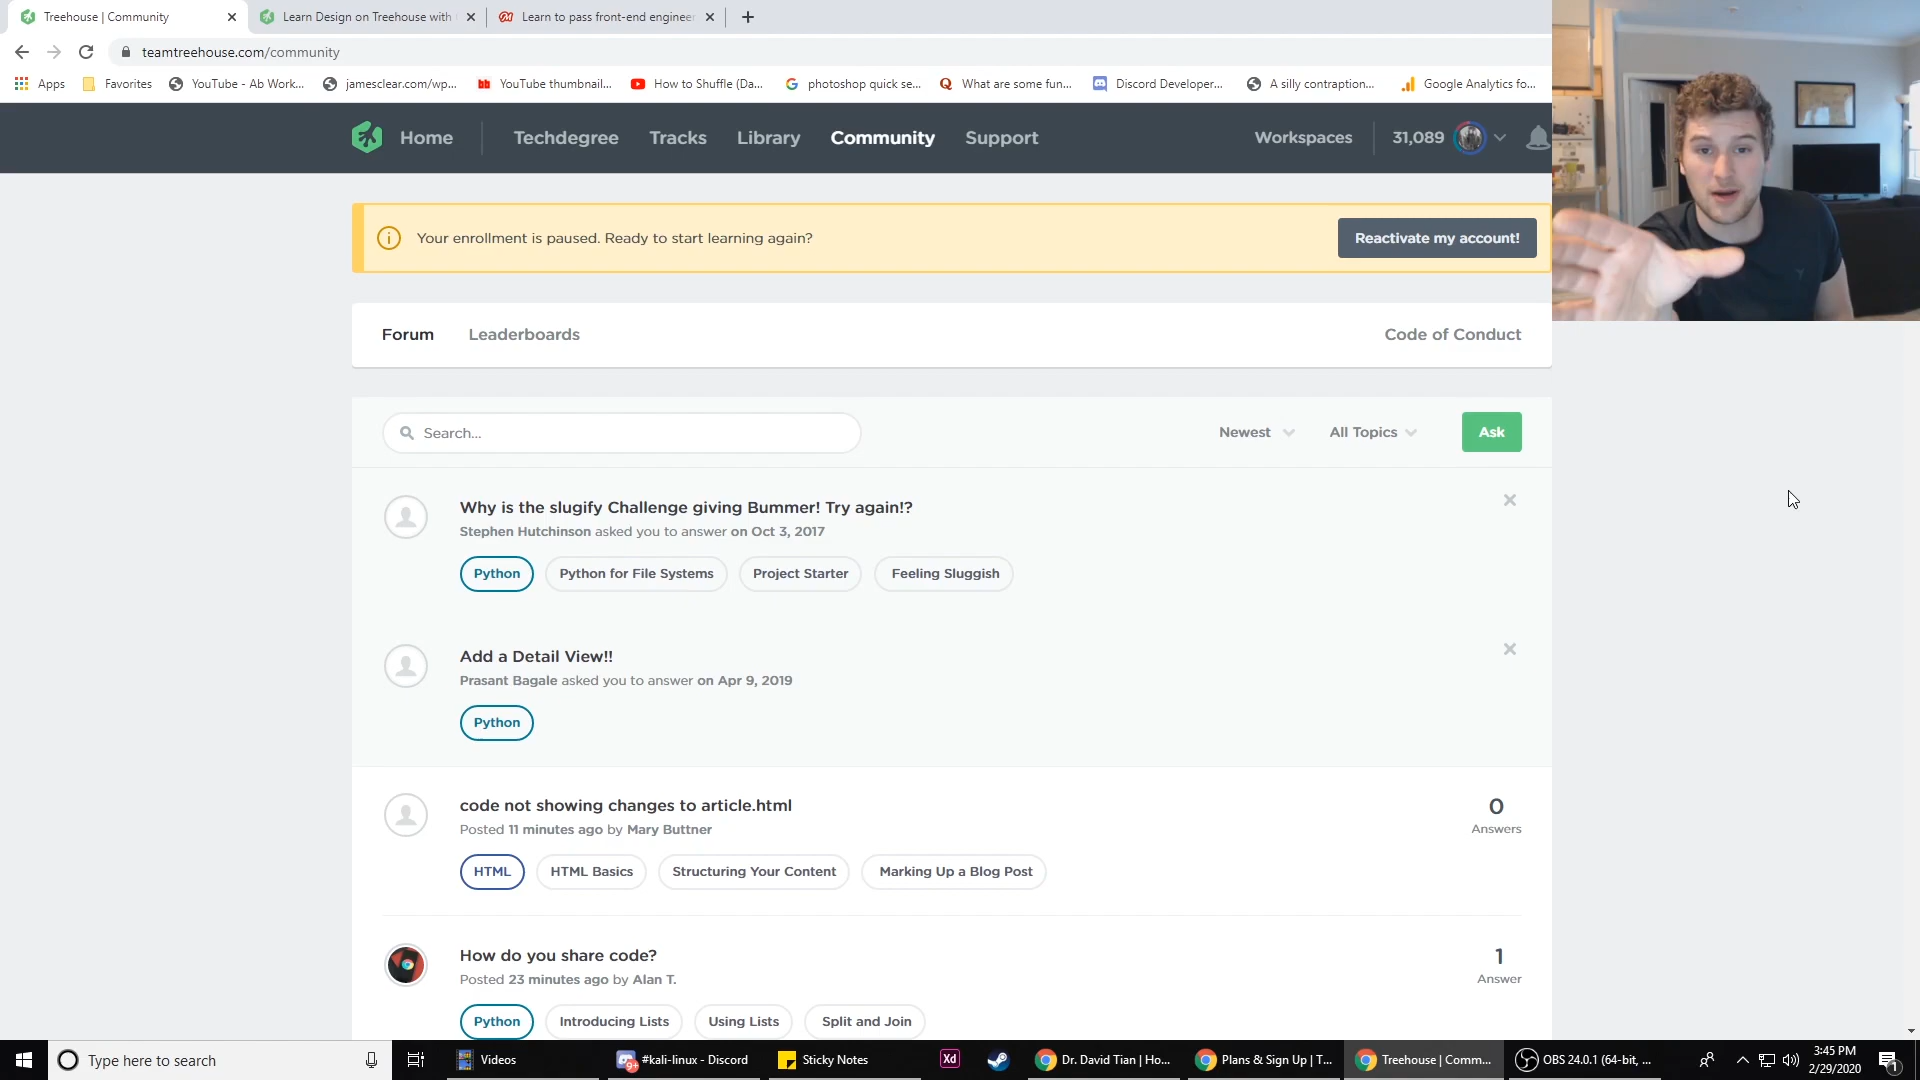 Treehouse | Community
Learn Design on Treehouse with
Learn to pass front-end engineer
teamtreehouse.com/community
Apps
Favorites
YouTube - Ab Work...
jamesclear.com/wp...
YouTube thumbnail...
How to Shuffle (Da...
photoshop quick se...
What are some fun...
Discord Developer...
A silly contraption...
Google Analytics fo...
Home
Techdegree
Tracks
Library
Community
Support
Workspaces
31,089
Your enrollment is paused. Ready to start learning again?
Reactivate my account!
Forum
Leaderboards
Code of Conduct
Search...
Newest
All Topics
Ask
Why is the slugify Challenge giving Bummer! Try again!?
Stephen Hutchinson asked you to answer on Oct 3, 2017
Python
Python for File Systems
Project Starter
Feeling Sluggish
Add a Detail View!!
Prasant Bagale asked you to answer on Apr 9, 2019
Python
code not showing changes to article.html
0
Posted 11 minutes ago by Mary Buttner
Answers
HTML
HTML Basics
Structuring Your Content
Marking Up a Blog Post
How do you share code?
1
Posted 23 minutes ago by Alan T.
Answer
Python
Introducing Lists
Using Lists
Split and Join
Type here to search
Videos
9+
#kali-linux - Discord
Sticky Notes
Xd
Dr. David Tian | Ho...
Plans & Sign Up | T...
Treehouse | Comm...
OBS 24.0.1 (64-bit, ...
3:45 PM
2/29/2020
1